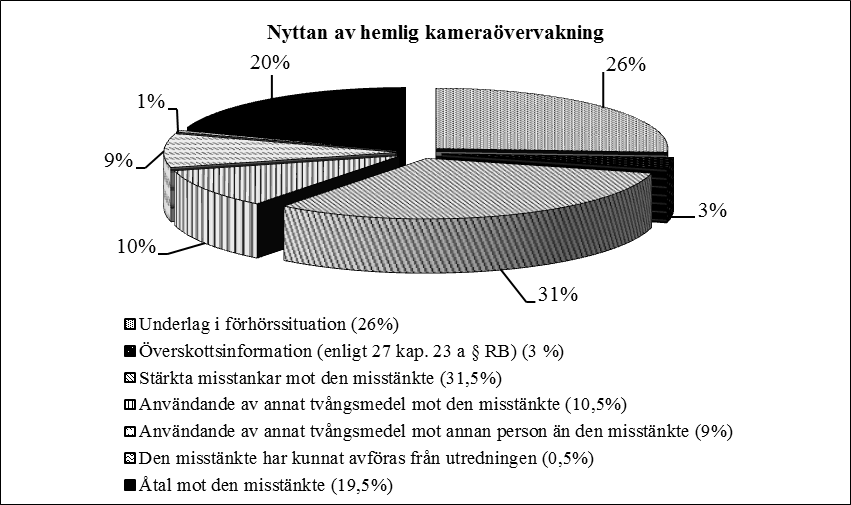 Nyttan av hemlig kameraövervakning
20%
26%
1%
9%
3%
10%
31%
Underlag i förhörssituation (26%)
Överskottsinformation (enligt 27 kap. 23 a § RB) (3 %)
Stärkta misstankar mot den misstänkte (31,5%)
Användande av annat tvångsmedel mot den misstänkte (10,5%)
Användande av annat tvångsmedel mot annan person än den misstänkte (9%)
Den misstänkte har kunnat avföras från utredningen (0,5%)
Åtal mot den misstänkte (19,5%)